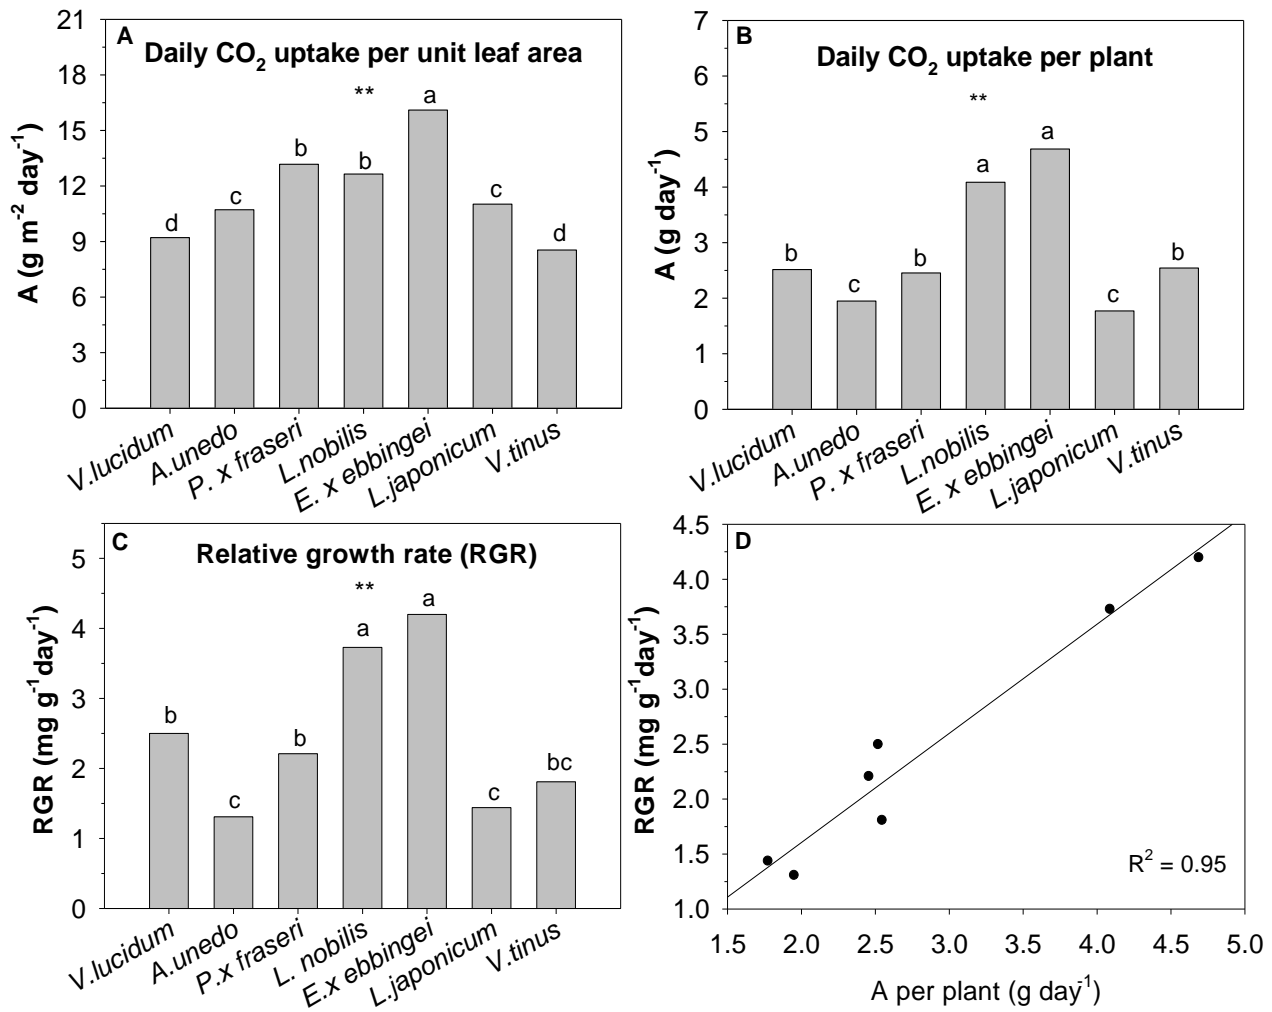 A
Daily CO2 uptake per unit leaf area
**
A (g m-2 day-1)
21
18
15
12
9
6
3
0
d
c
b
b
a
c
d
V.lucidum
A.unedo
P. x fraseri
L.nobilis
E. x ebbingei
L.japonicum
V.tinus
B
Daily CO2 uptake per plant
**
A (g day-1)
7
6
5
4
3
2
1
0
b
c
b
a
a
c
b
V.lucidum
A.unedo
P. x fraseri
L.nobilis
E. x ebbingei
L.japonicum
V.tinus
C
Relative growth rate (RGR)
**
RGR (mg g-1day-1)
5
4
3
2
1
0
b
c
b
a
a
c
bc
V.lucidum
A.unedo
P.x fraseri
L. nobilis
E.x ebbingei
L.japonicum
V.tinus
D
RGR (mg g-1day-1)
4.5
4.0
3.5
3.0
2.5
2.0
1.5
1.0
R2 = 0.95
1.5 2.0 2.5 3.0 3.5 4.0 4.5 5.0
A per plant (g day-1)